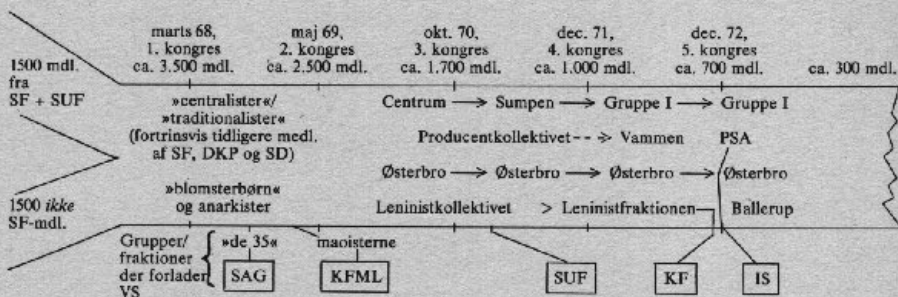 marts 68, maj 69, okt. 70, dec. 71, dec. 72,
1. kongres 2. kongres 3. kongres 4. kongres 5. kongres
1500 mdl. ca. 3.500 mdl. ca. 2.500 mdl. ca. 1.700 mdl. ca. 1.000 mdl. ca. 700 mdl. ca. 300 mdl.
fra
SF + SUF
»centralister«/ Centrum → Sumpen → Gruppe I → Gruppe I
»traditionalister«
(fortrinsvis tidligere medl.
af SF, DKP og SD)
Producentkollektivet --> Vammen PSA
Østerbro → Østerbro → Østerbro → Østerbro
»blomsterbørn«
og anarkister
1500 ikke
SF-mdl.
Leninistkollektivet > Leninistfraktionen Ballerup
Grupper/
fraktioner
der forlader
VS
»de 35« maoisterne
SAG KFML SUF KF IS